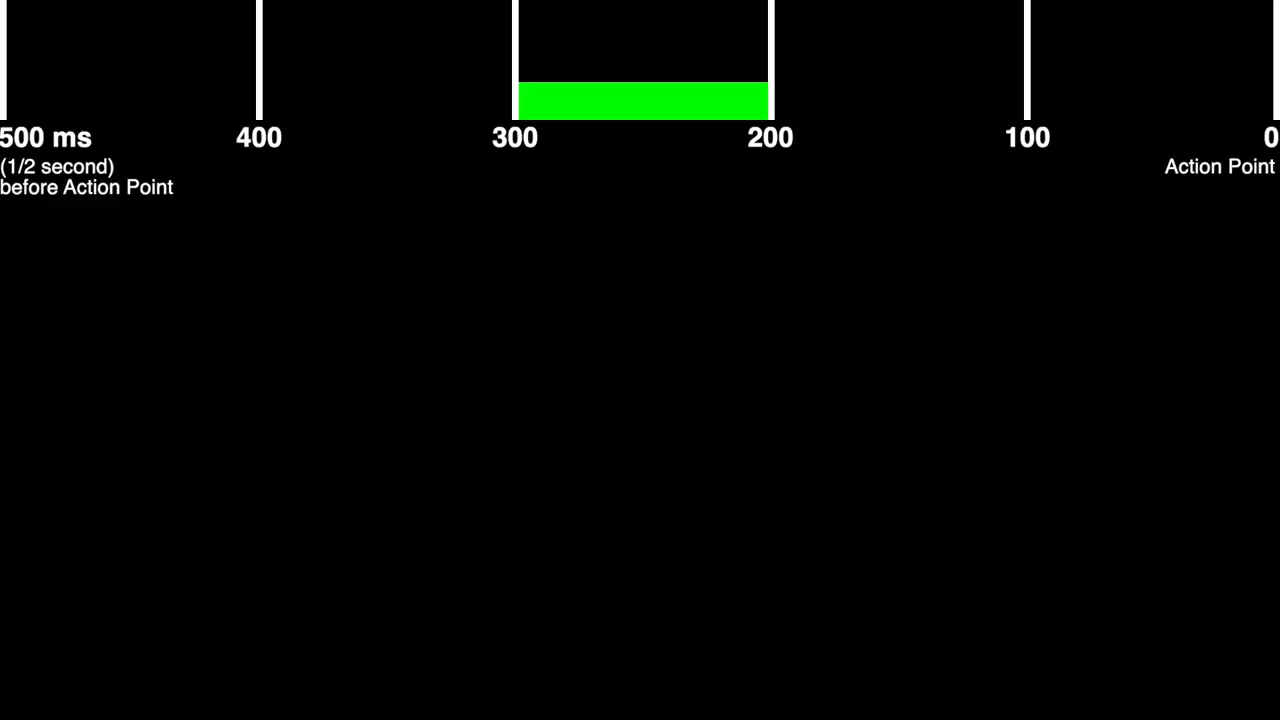 500 ms 400 300 200 100 0
(1/2 second) Action Point
before Action Point